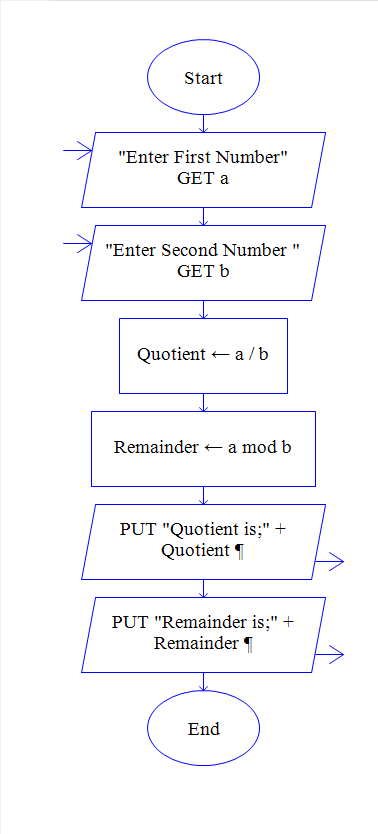 Start
"Enter First Number"
GET a
"Enter Second Number "
GET b
Quotient ← a / b
Remainder ← a mod b
PUT "Quotient is;" +
Quotient ¶
PUT "Remainder is;" +
Remainder ¶
End